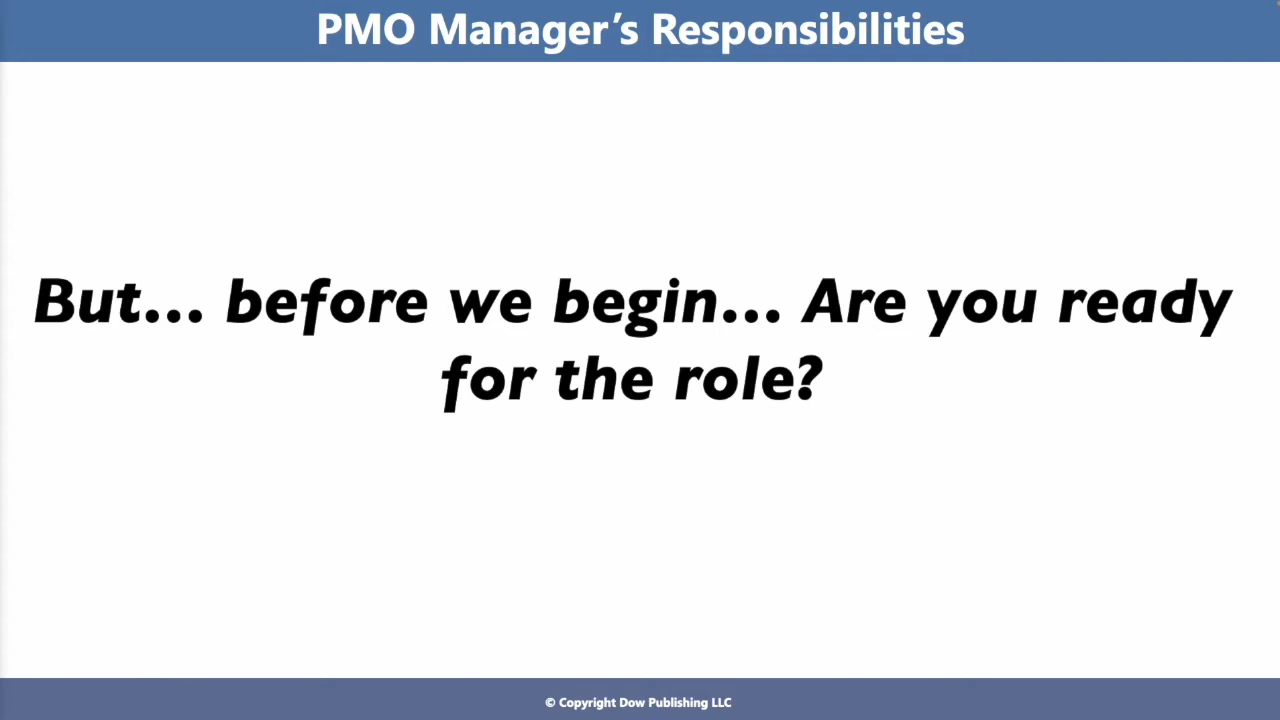 PMO Manager’s Responsibilities
But… before we begin… Are you ready
for the role?
© Copyright Dow Publishing LLC